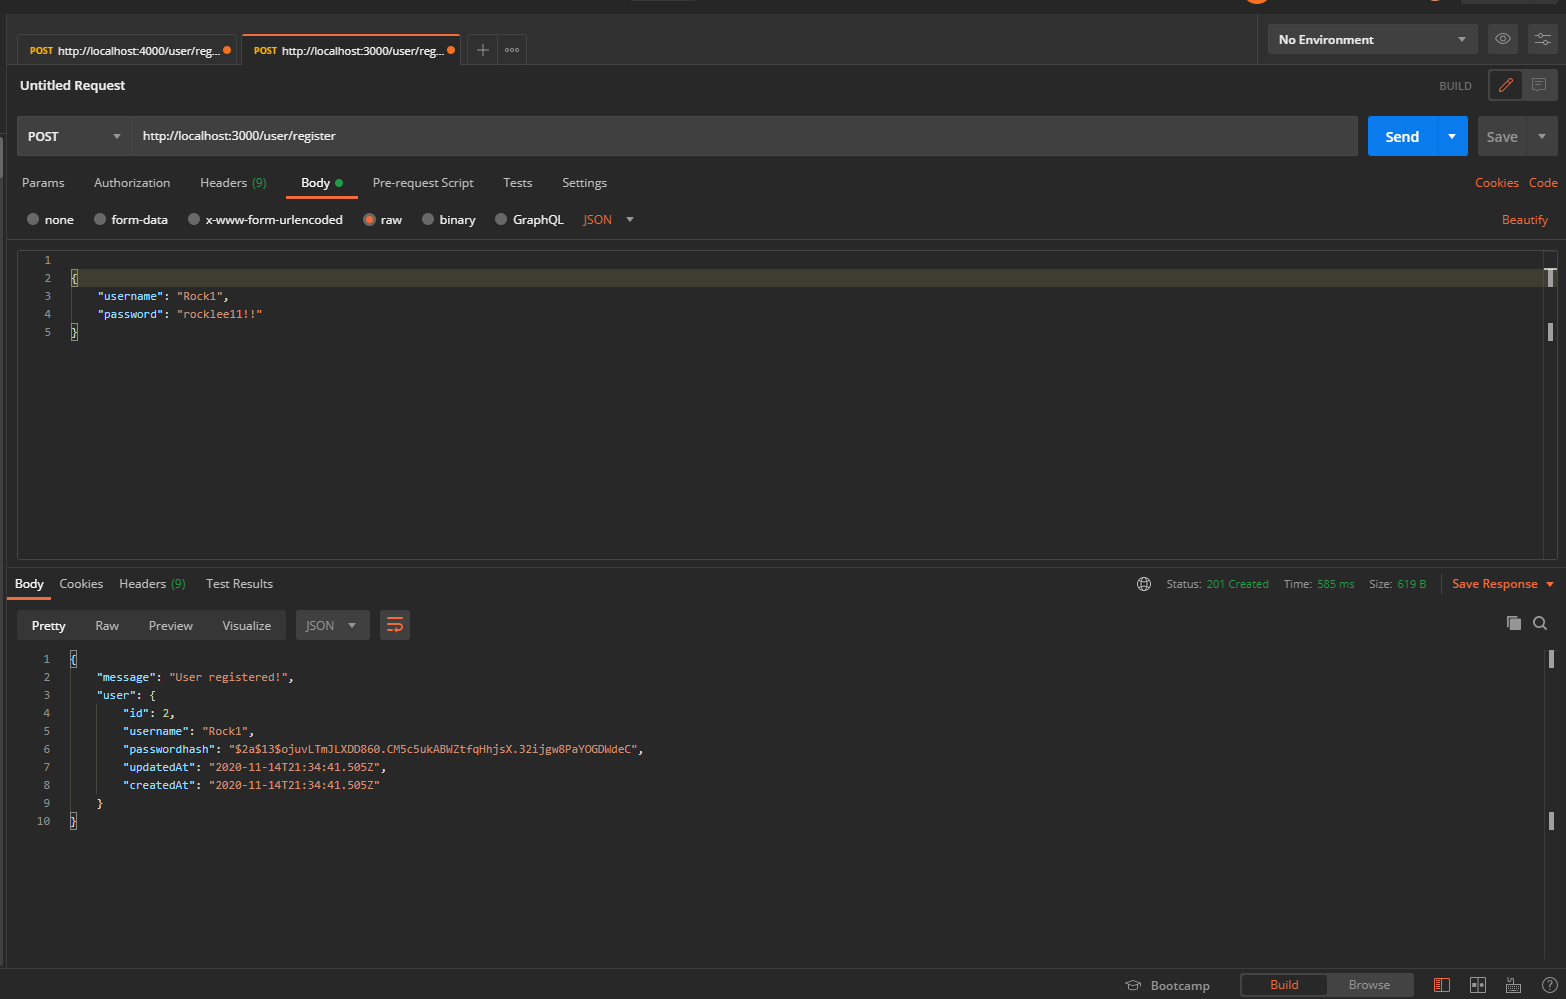 POST http://localhost:4000/user/reg...
POST http://localhost:3000/user/reg...
No Environment
Untitled Request
BUILD
POST
http://localhost:3000/user/register
Send
Save
Params Authorization Headers (9) Body Pre-request Script Tests Settings
Cookies Code
none form-data x-www-form-urlencoded raw binary GraphQL JSON
Beautify
1
2 {
3 "username": "Rock1",
4 "password": "rocklee11!!"
5 }
Body Cookies Headers (9) Test Results
Status: 201 Created Time: 585 ms Size: 619 B Save Response
Pretty Raw Preview Visualize JSON
1 {
2 "message": "User registered!",
3 "user": {
4 "id": 2,
5 "username": "Rock1",
6 "passwordhash": "$2a$13$ojuvLTmJLXDD860.CM5c5ukABWZtfqHhjsX.32ijgw8PaYOGDWdeC",
7 "updatedAt": "2020-11-14T21:34:41.505Z",
8 "createdAt": "2020-11-14T21:34:41.505Z"
9 }
10 }
Bootcamp
Build
Browse